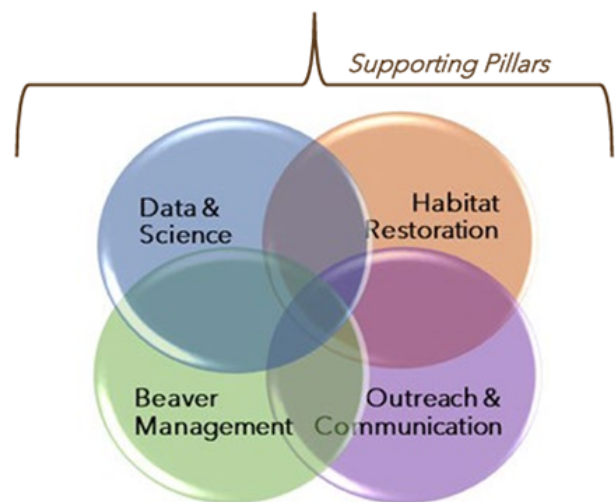 Supporting Pillars
Data &
Science
Habitat
Restoration
Beaver
Management
Outreach &
Communication